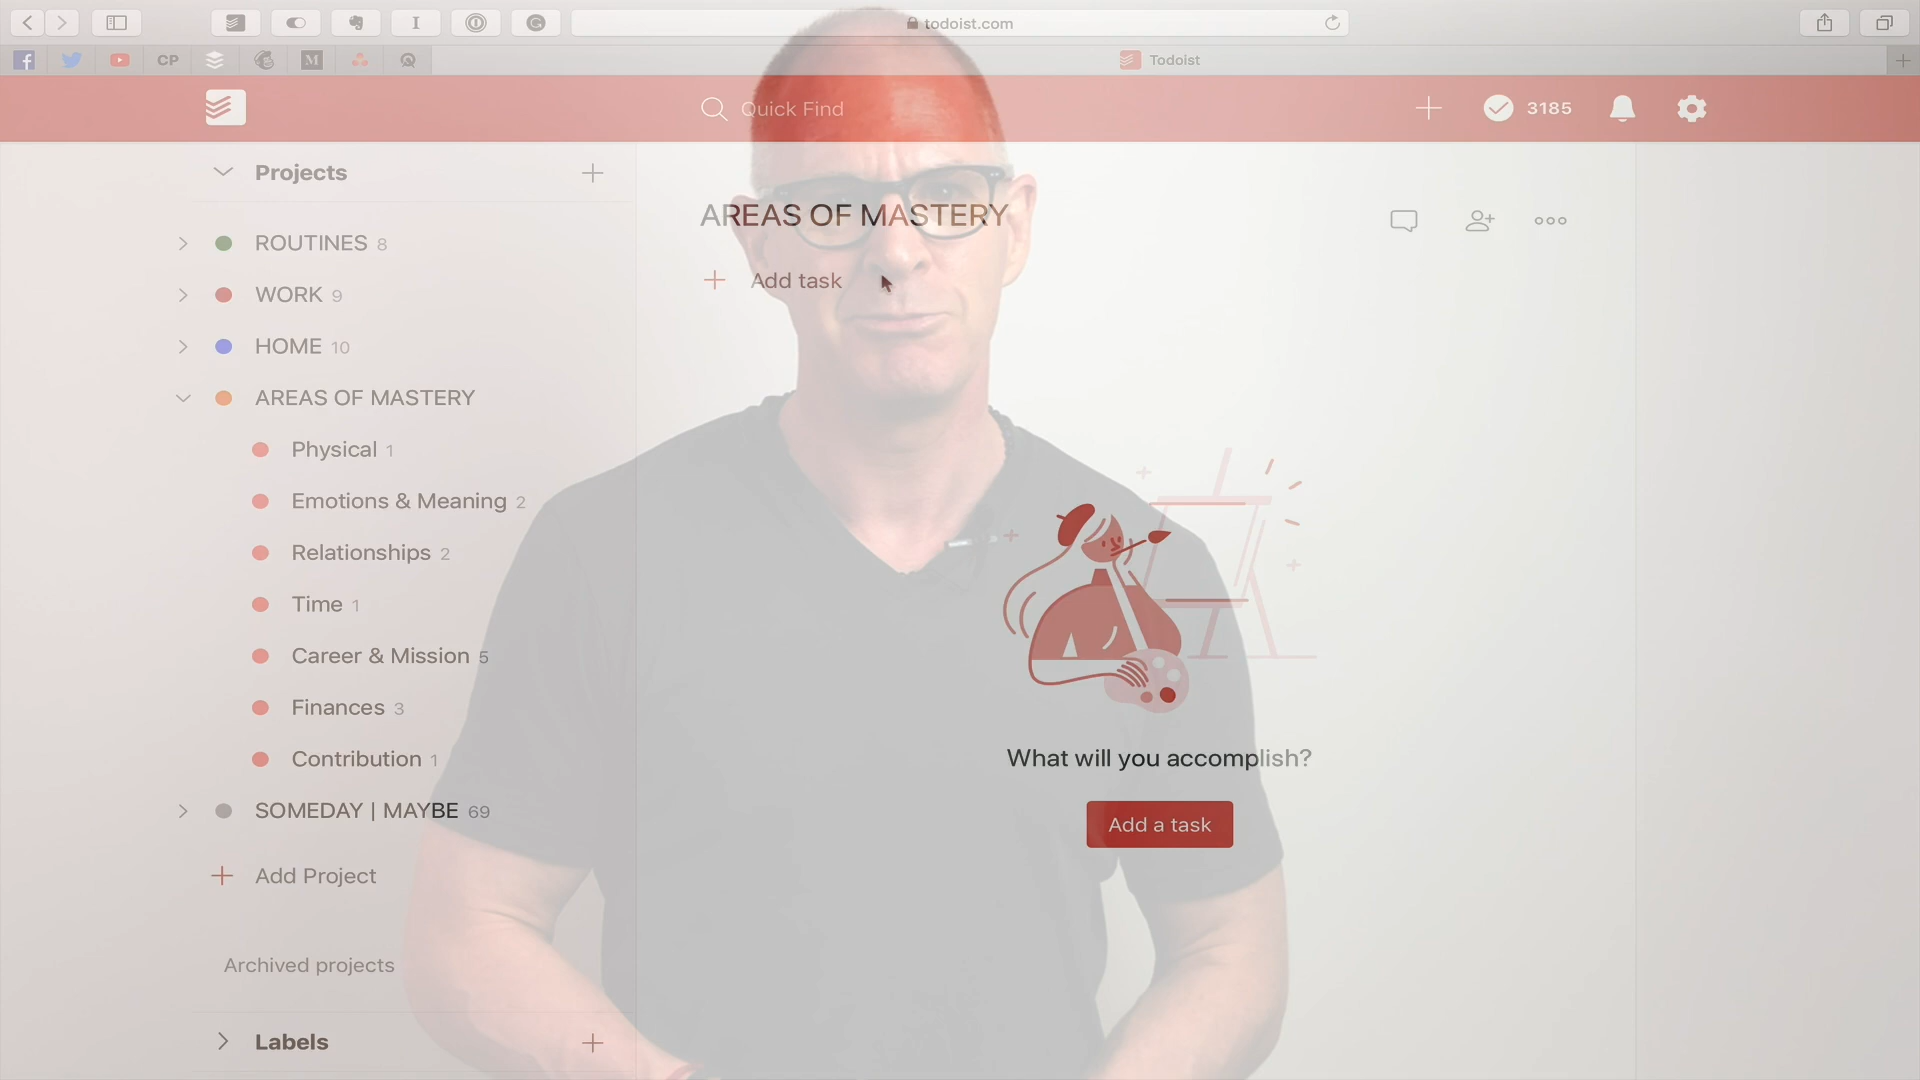 todoist.com
CP
M
Todoist
Quick Find
3185
Projects
AREAS OF MASTERY
ROUTINES 8
Add task
WORK 9
HOME 10
AREAS OF MASTERY
Physical 1
Emotions & Meaning 2
Relationships 2
Time 1
Career & Mission 5
Finances 3
Contribution 1
What will you accomplish?
SOMEDAY | MAYBE 69
Add a task
Add Project
Archived projects
Labels